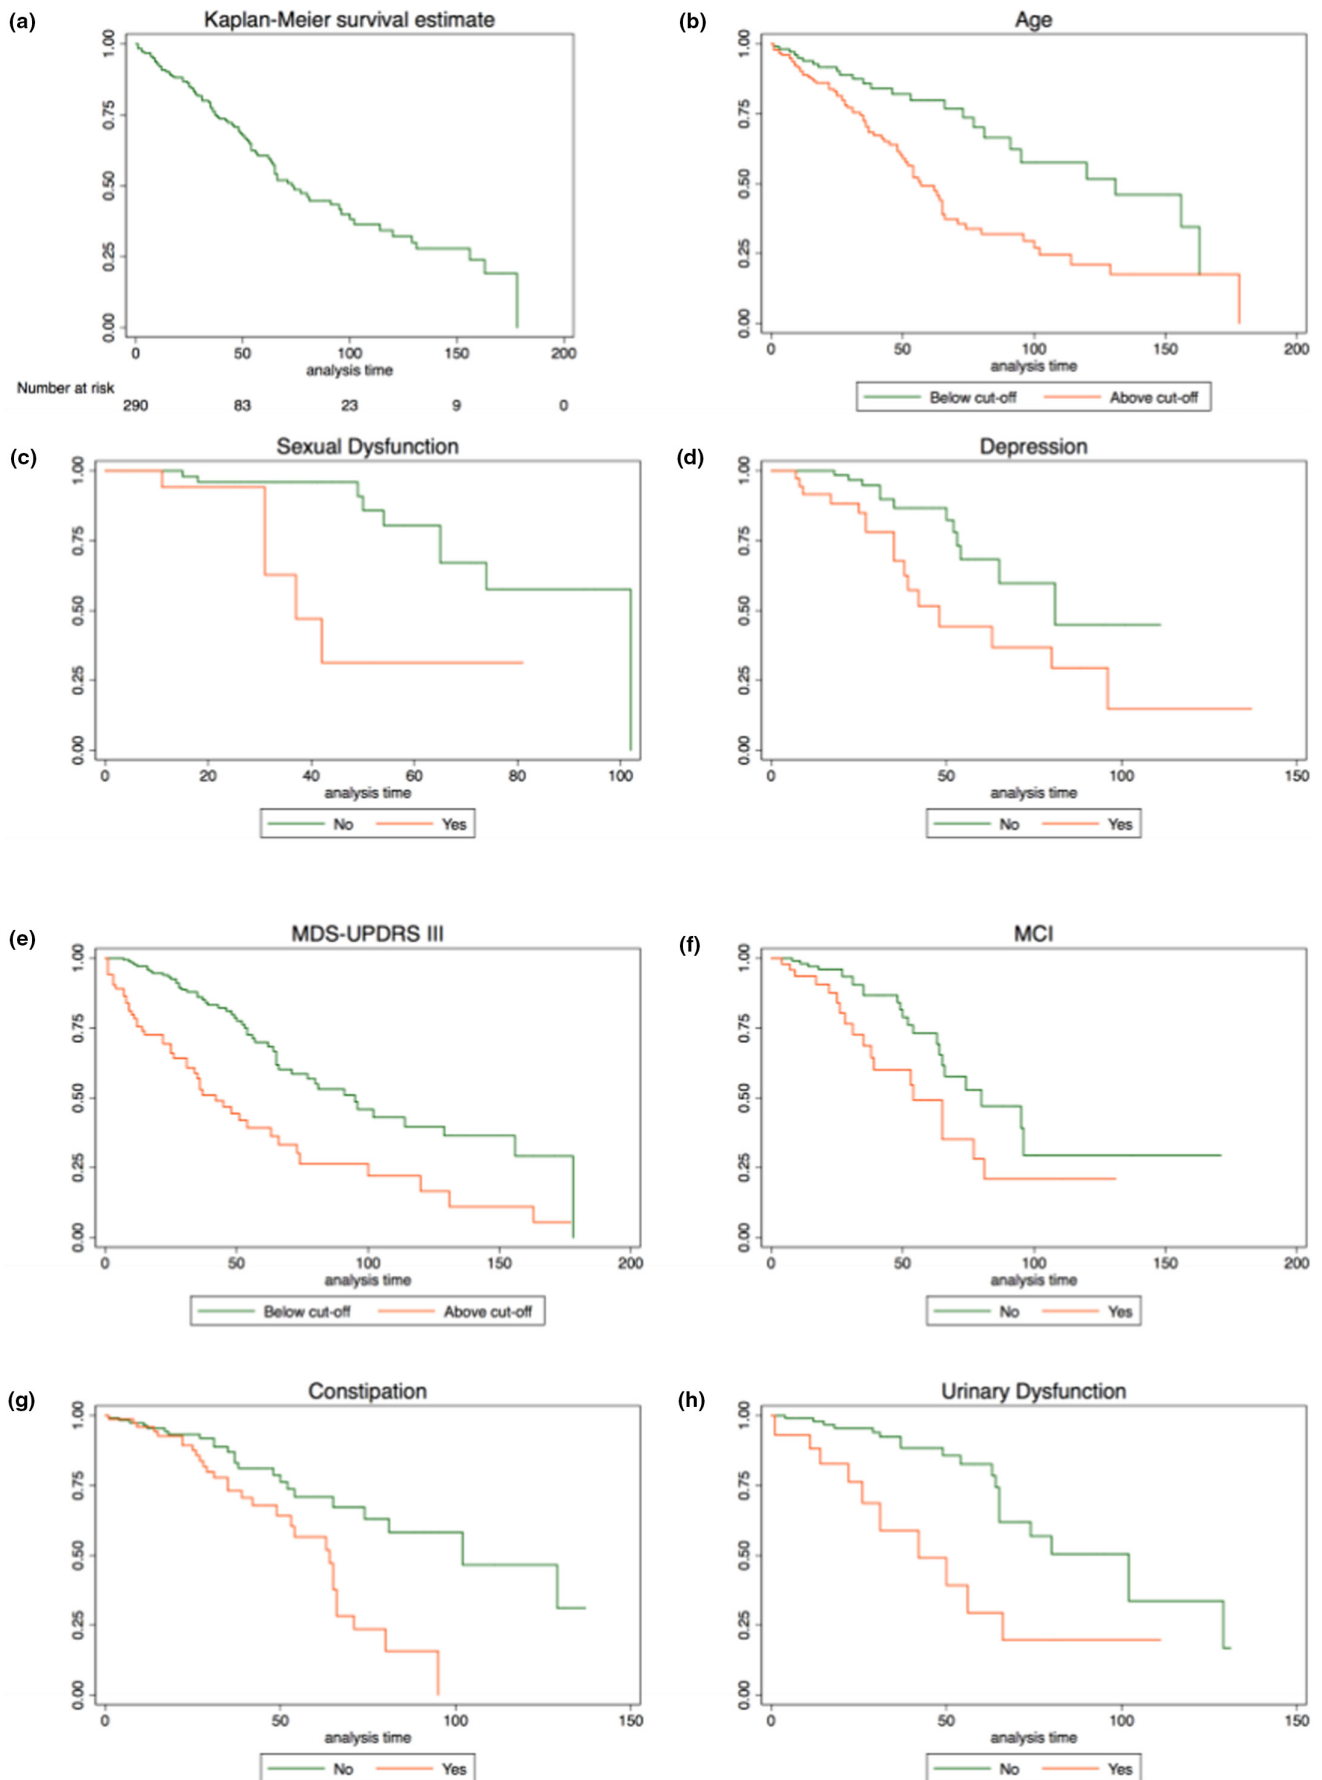 (a)
Kaplan-Meier survival estimate
1.00
0.75
0.50
0.25
0.00
0 50 100 150 200
analysis time
Number at risk
290 83 23 9 0
(b)
Age
1.00
0.75
0.50
0.25
0.00
0 50 100 150 200
analysis time
Below cut-off Above cut-off
(c)
Sexual Dysfunction
1.00
0.75
0.50
0.25
0.00
0 20 40 60 80 100
analysis time
No Yes
(d)
Depression
1.00
0.75
0.50
0.25
0.00
0 50 100 150
analysis time
No Yes
(e)
MDS-UPDRS III
1.00
0.75
0.50
0.25
0.00
0 50 100 150 200
analysis time
Below cut-off Above cut-off
(f)
MCI
1.00
0.75
0.50
0.25
0.00
0 50 100 150 200
analysis time
No Yes
(g)
Constipation
1.00
0.75
0.50
0.25
0.00
0 50 100 150
analysis time
No Yes
(h)
Urinary Dysfunction
1.00
0.75
0.50
0.25
0.00
0 50 100 150
analysis time
No Yes